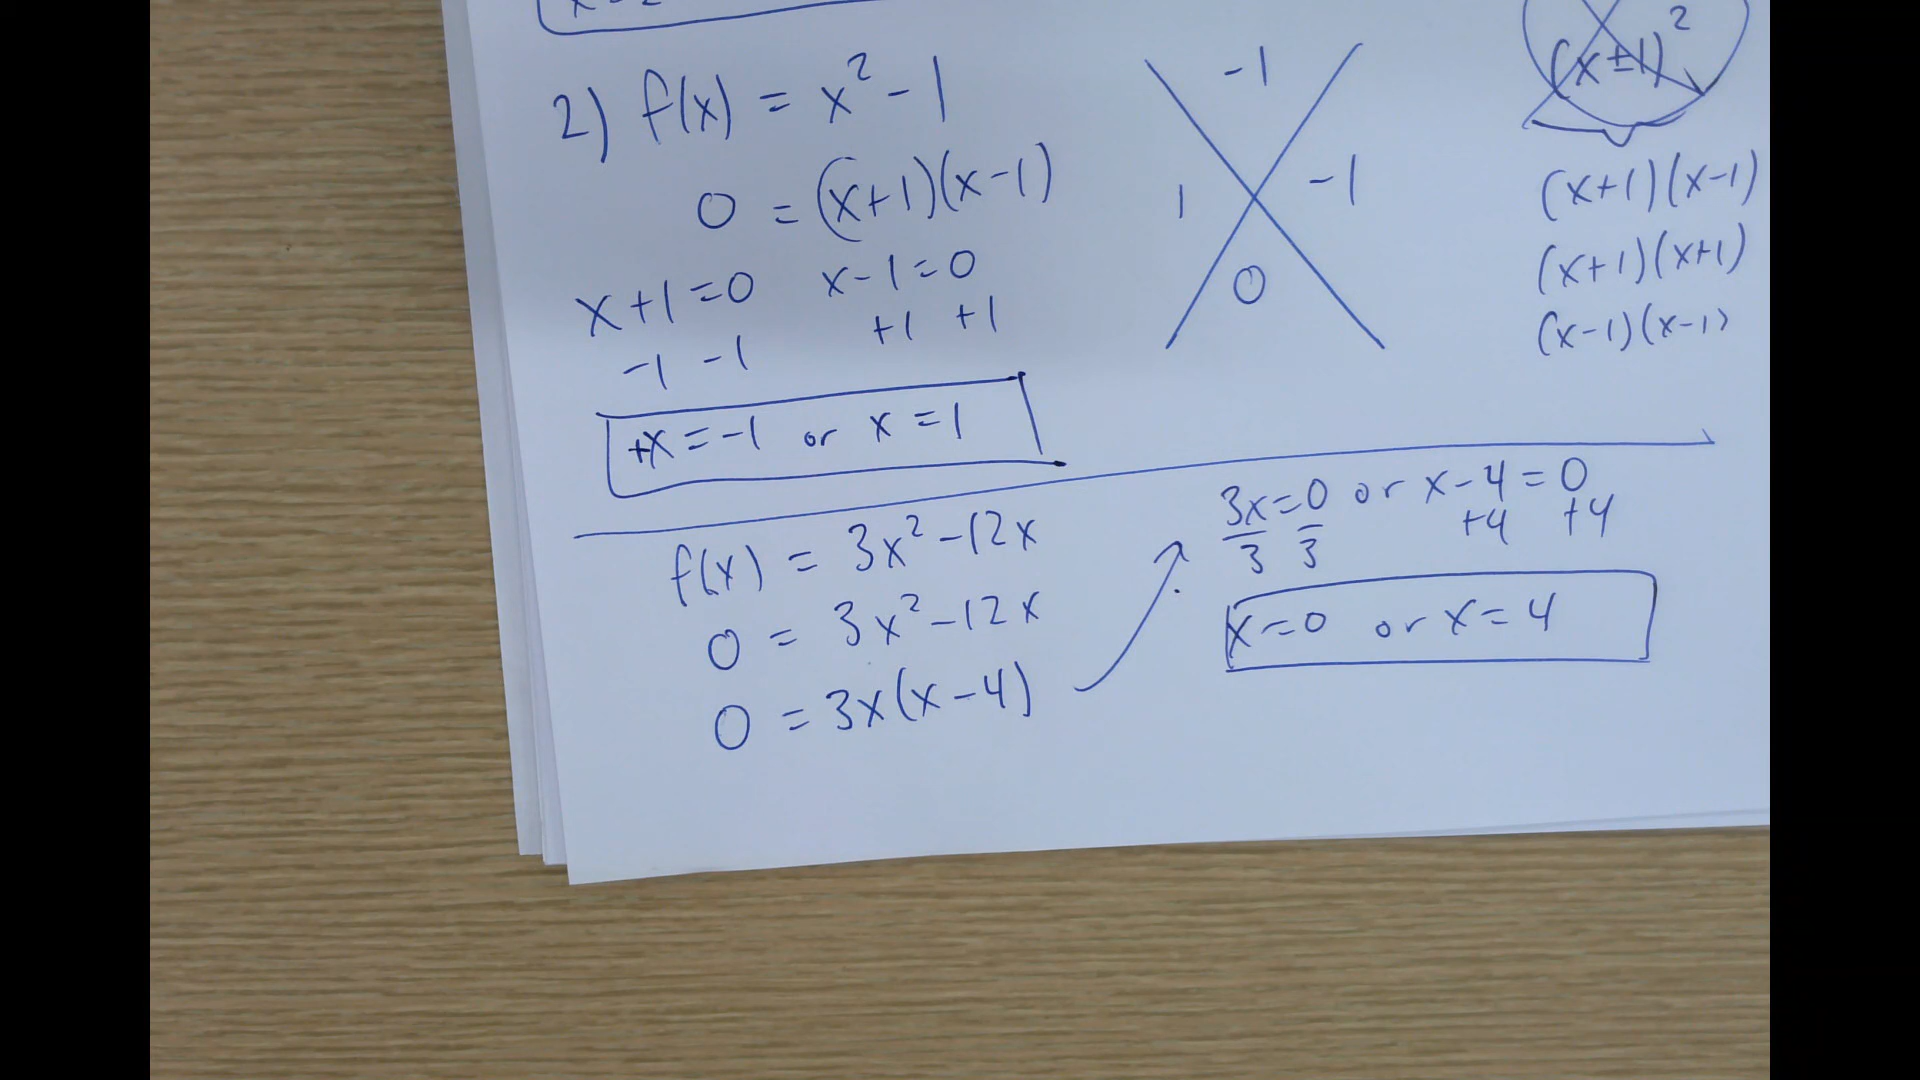 2) f(x) = x² - 1
0 = (x+1)(x-1)
x+1=0 x-1=0
-1 -1 +1 +1
+x=-1 or x=1
-1
1 -1
0
(x±1)²
(x+1)(x-1)
(x+1)(x+1)
(x-1)(x-1)
f(x) = 3x²-12x
0 = 3x²-12x
0 = 3x(x-4)
3x=0 or x-4=0
3 3 +4 +4
x=0 or x=4